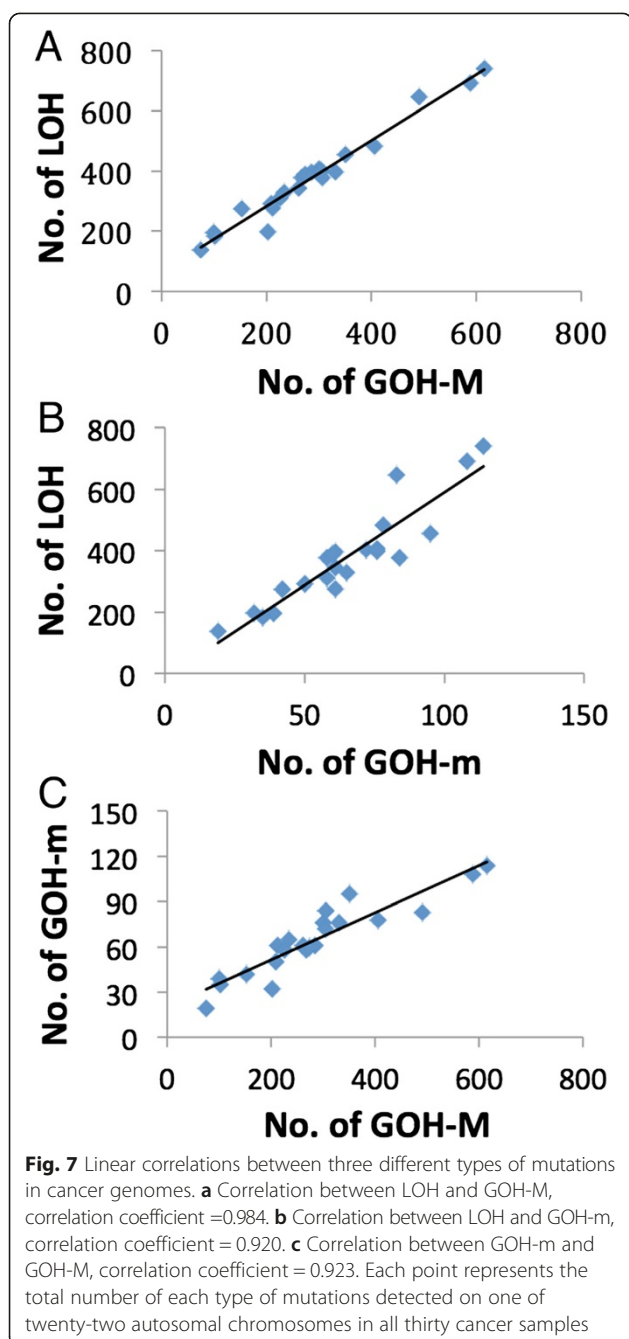 A
800
600
400
200
0
No. of LOH
0 200 400 600 800
No. of GOH-M
B
800
600
400
200
0
No. of LOH
0 50 100 150
No. of GOH-m
C
150
120
90
60
30
0
No. of GOH-m
0 200 400 600 800
No. of GOH-M
Fig. 7 Linear correlations between three different types of mutations
in cancer genomes. a Correlation between LOH and GOH-M,
correlation coefficient =0.984. b Correlation between LOH and GOH-m,
correlation coefficient = 0.920. c Correlation between GOH-m and
GOH-M, correlation coefficient = 0.923. Each point represents the
total number of each type of mutations detected on one of
twenty-two autosomal chromosomes in all thirty cancer samples